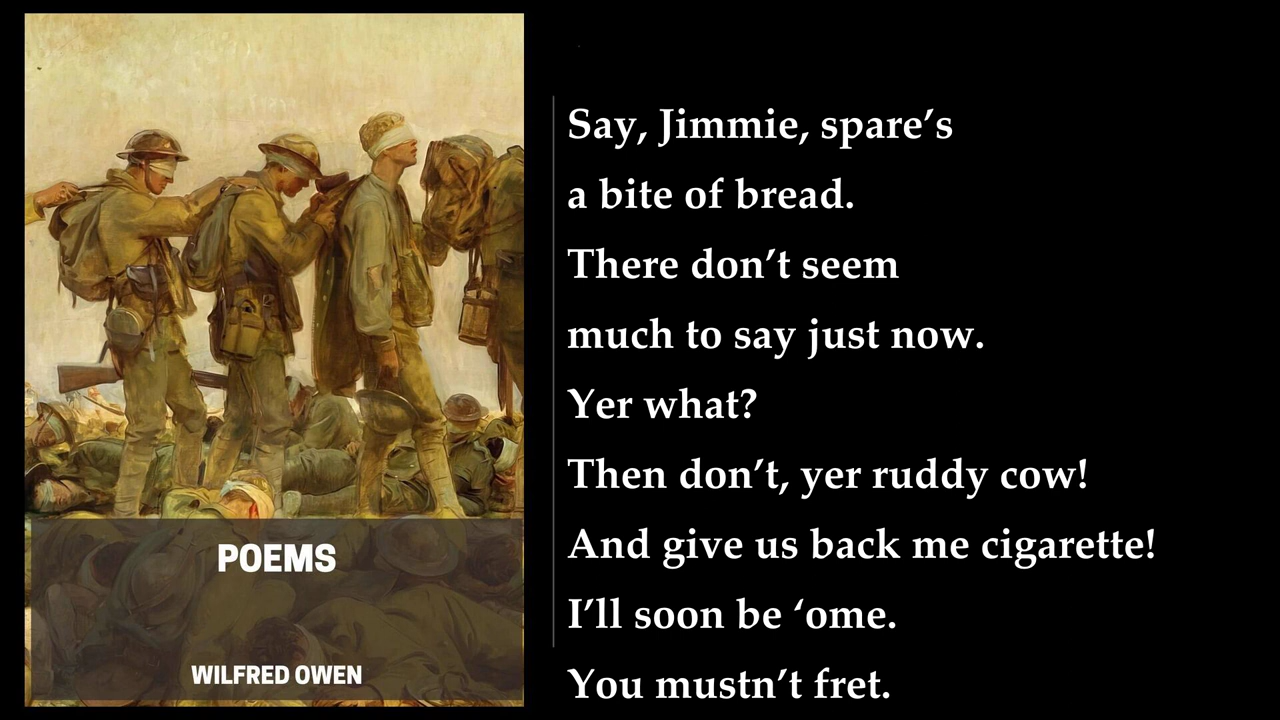 POEMS
WILFRED OWEN
Say, Jimmie, spare’s
a bite of bread.
There don’t seem
much to say just now.
Yer what?
Then don’t, yer ruddy cow!
And give us back me cigarette!
I’ll soon be ‘ome.
You mustn’t fret.